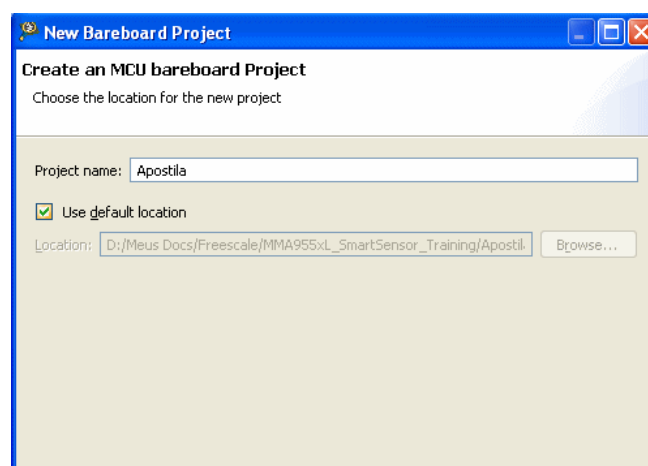 New Bareboard Project
Create an MCU bareboard Project
Choose the location for the new project
Project name: Apostila
Use default location
Location: D:/Meus Docs/Freescale/MMA955xL_SmartSensor_Training/Apostil Browse...